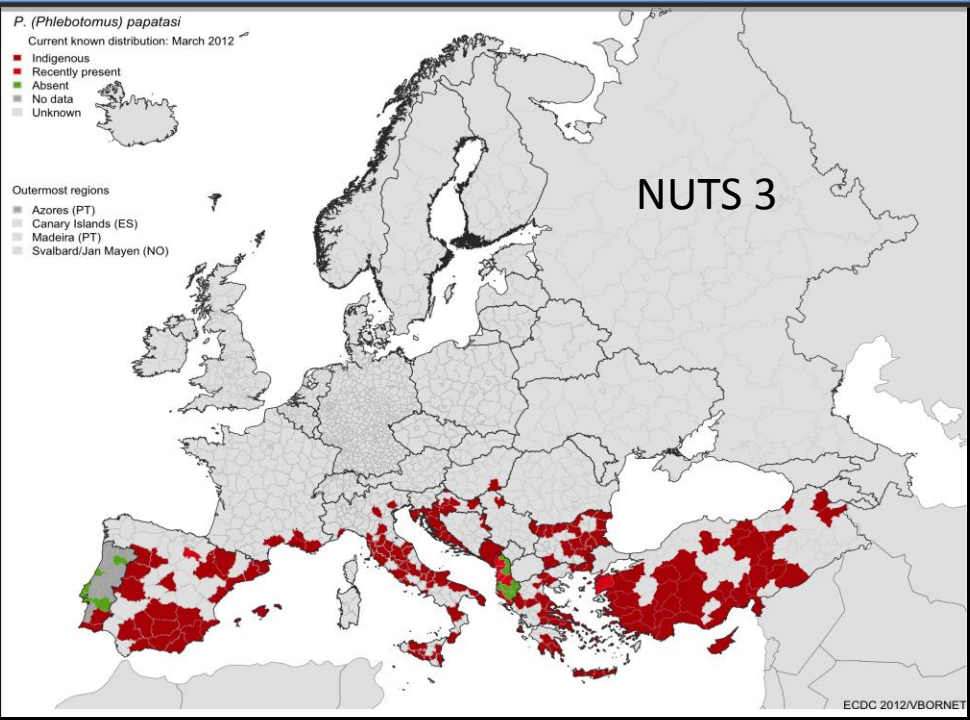 P. (Phlebotomus) papatasi
Current known distribution: March 2012
Indigenous
Recently present
Absent
No data
Unknown
Outermost regions
Azores (PT)
Canary Islands (ES)
Madeira (PT)
Svalbard/Jan Mayen (NO)
NUTS 3
ECDC 2012/VBORNET